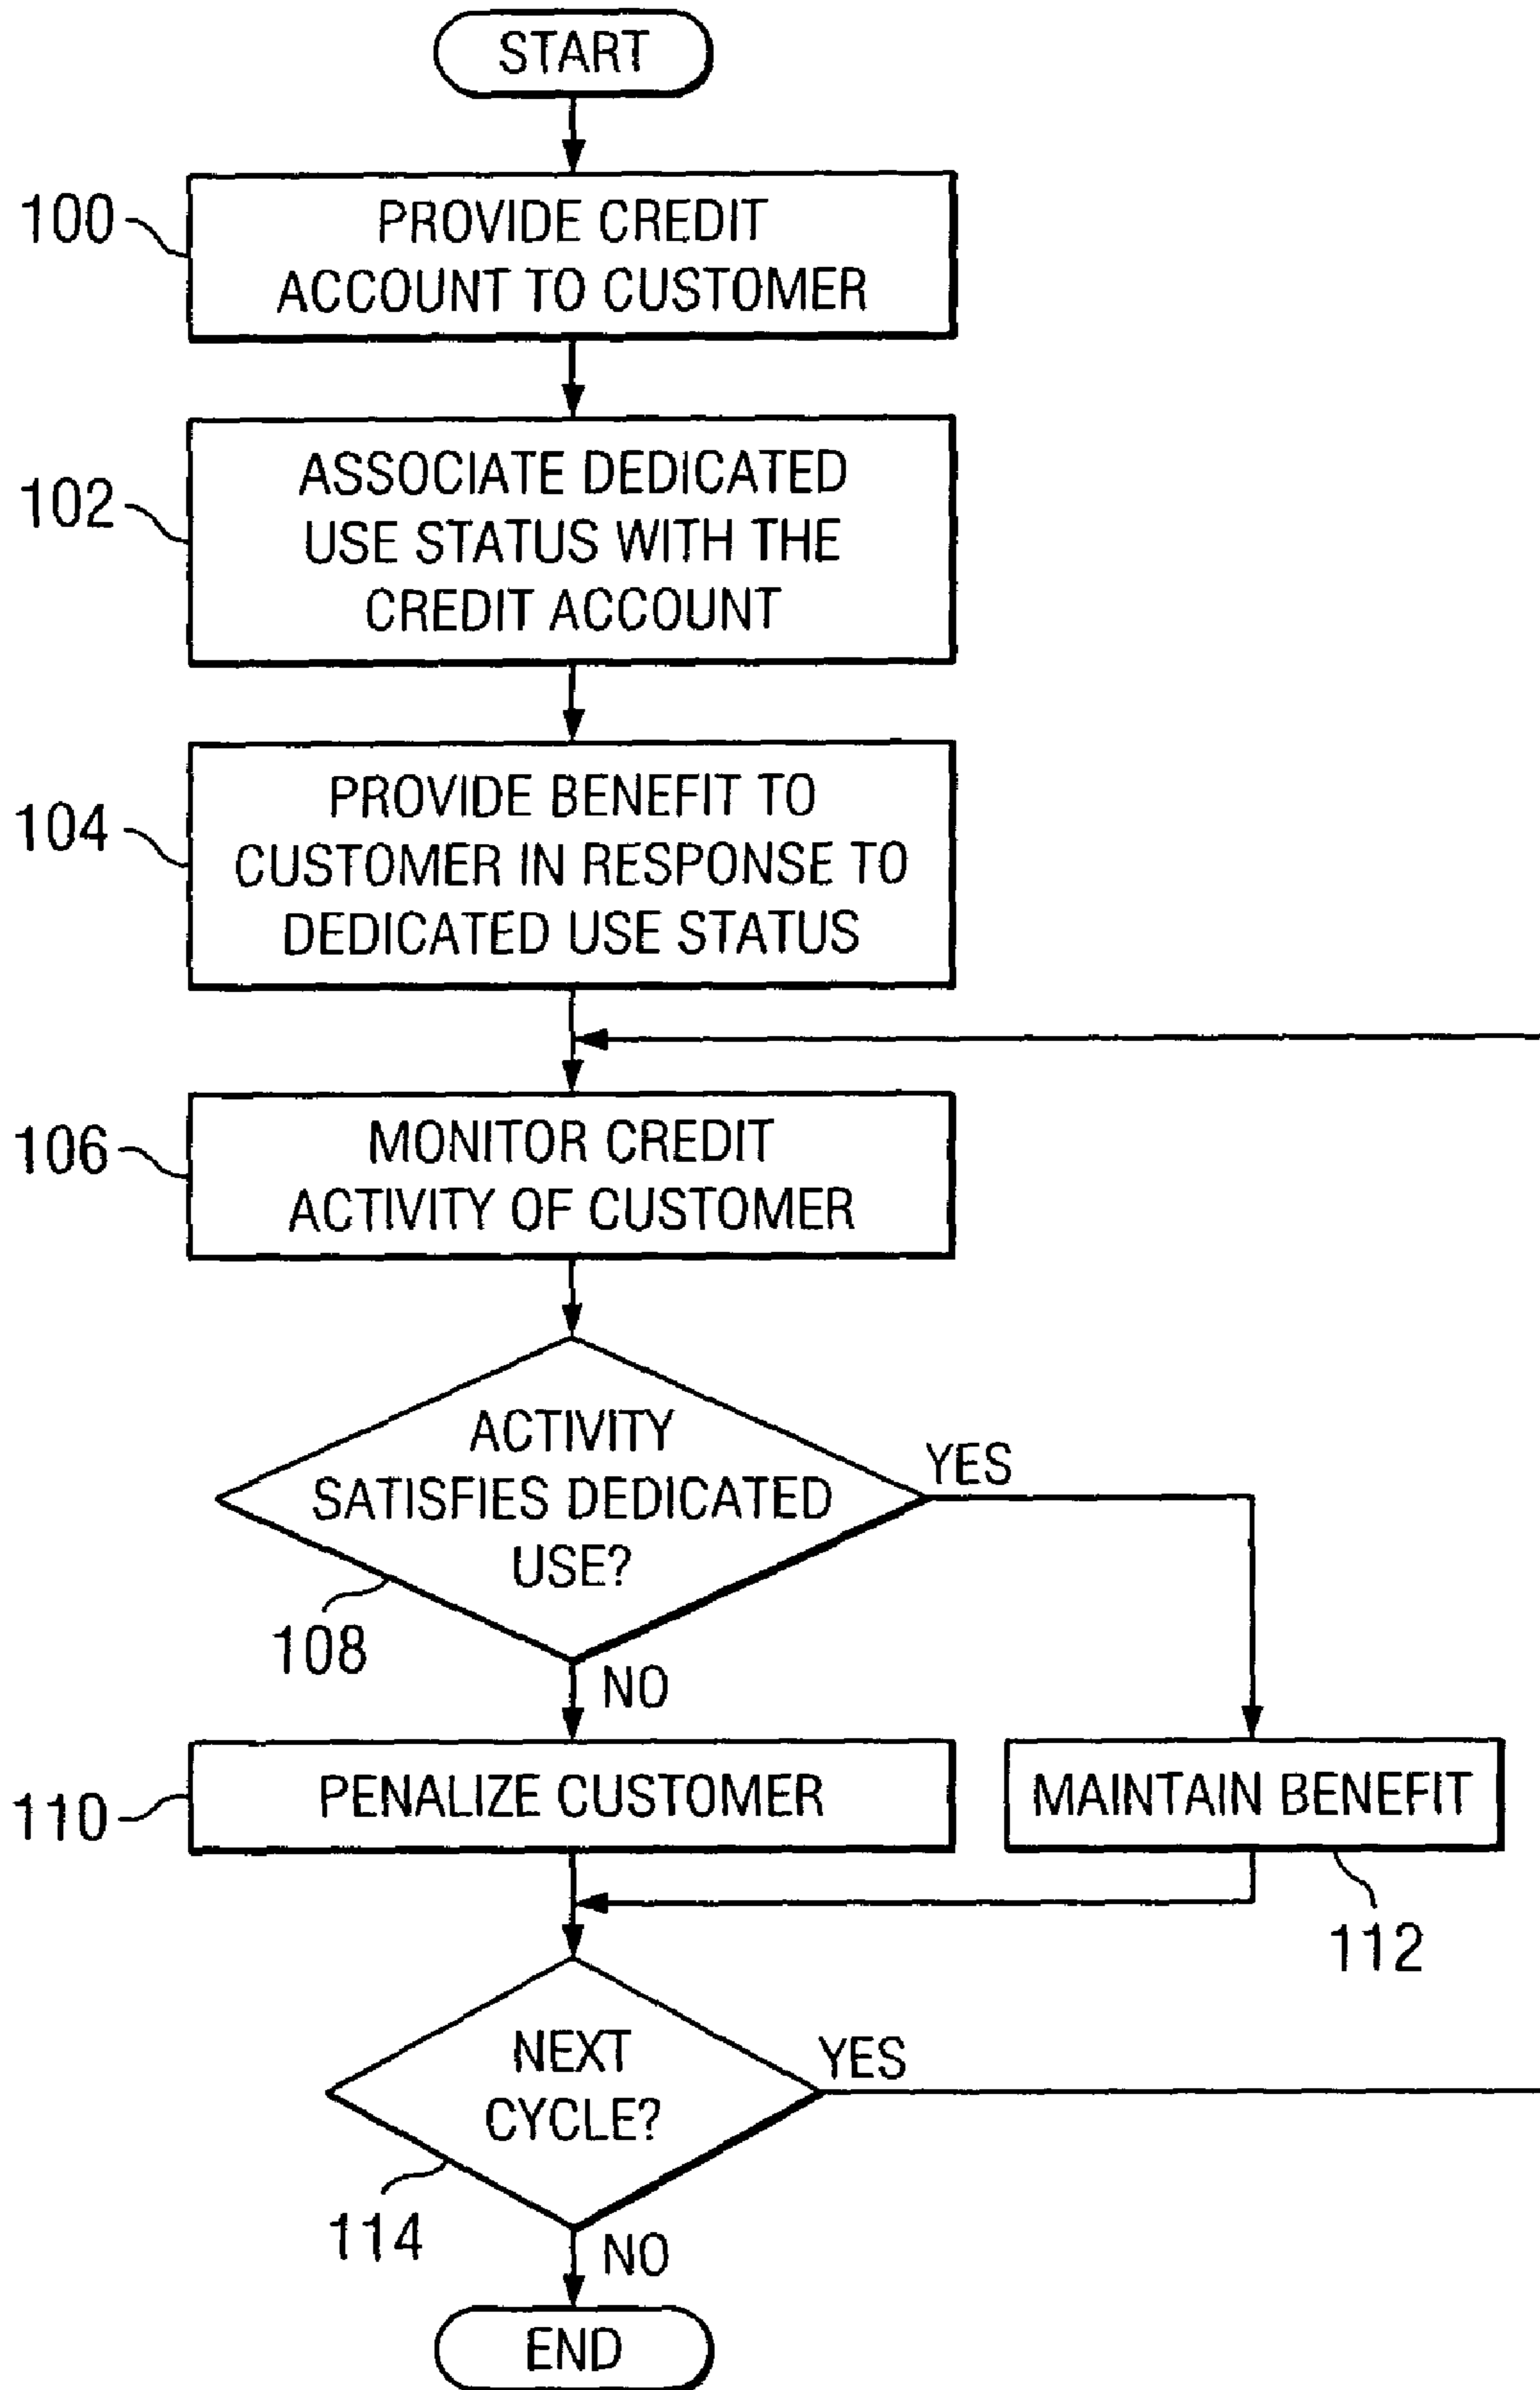 START
100
PROVIDE CREDIT
ACCOUNT TO CUSTOMER
102
ASSOCIATE DEDICATED
USE STATUS WITH THE
CREDIT ACCOUNT
104
PROVIDE BENEFIT TO
CUSTOMER IN RESPONSE TO
DEDICATED USE STATUS
106
MONITOR CREDIT
ACTIVITY OF CUSTOMER
ACTIVITY
SATISFIES DEDICATED
USE?
YES
108
NO
110
PENALIZE CUSTOMER
MAINTAIN BENEFIT
112
NEXT
CYCLE?
YES
114
NO
END